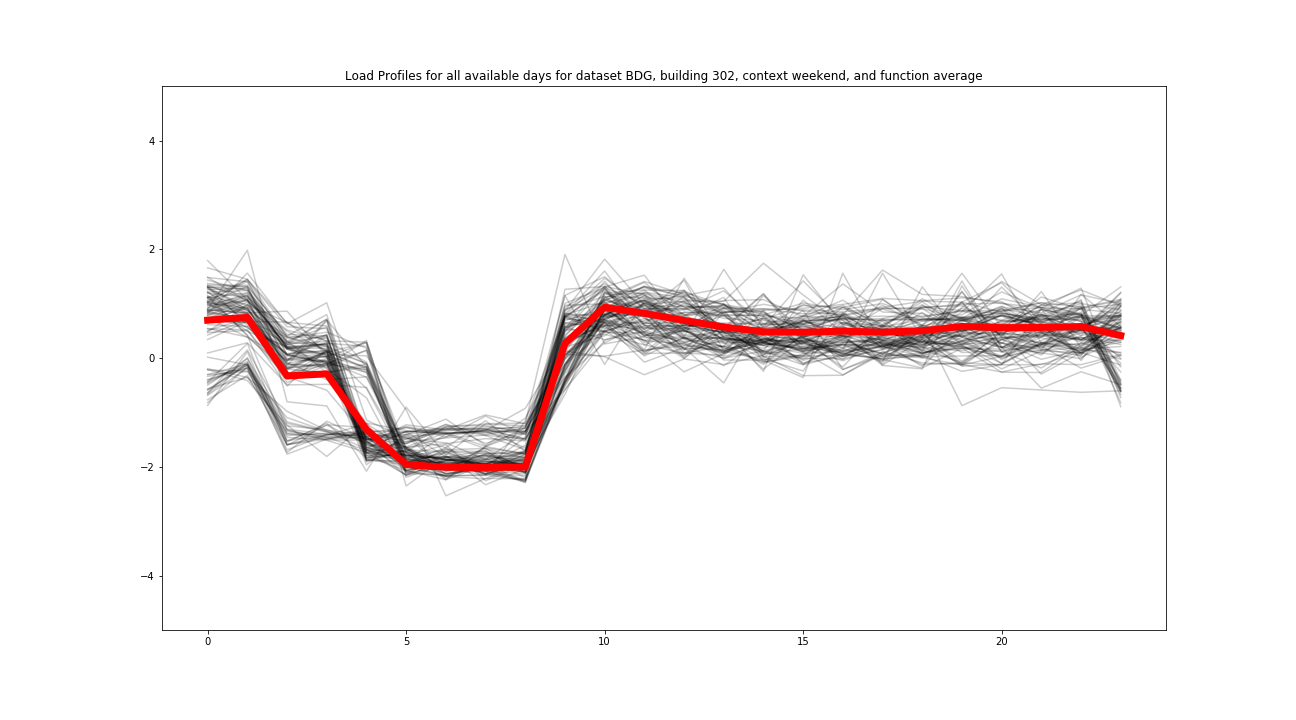 Load Profiles for all available days for dataset BDG, building 302, context weekend, and function average
4
2
0
−2
−4
0 5 10 15 20